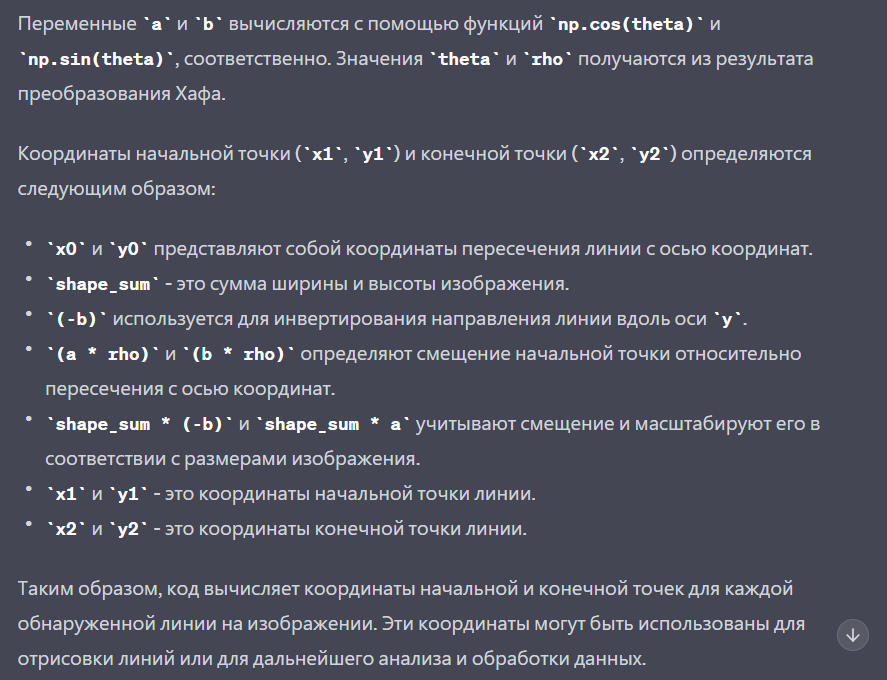 Переменные `a` и `b` вычисляются с помощью функций `np.cos(theta)` и
`np.sin(theta)`, соответственно. Значения `theta` и `rho` получаются из результата
преобразования Хафа.
Координаты начальной точки (`x1`, `y1`) и конечной точки (`x2`, `y2`) определяются
следующим образом:
• `x0` и `y0` представляют собой координаты пересечения линии с осью координат.
• `shape_sum` - это сумма ширины и высоты изображения.
• `(-b)` используется для инвертирования направления линии вдоль оси `y`.
• `(a * rho)` и `(b * rho)` определяют смещение начальной точки относительно
пересечения с осью координат.
• `shape_sum * (-b)` и `shape_sum * a` учитывают смещение и масштабируют его в
соответствии с размерами изображения.
• `x1` и `y1` - это координаты начальной точки линии.
• `x2` и `y2` - это координаты конечной точки линии.
Таким образом, код вычисляет координаты начальной и конечной точек для каждой
обнаруженной линии на изображении. Эти координаты могут быть использованы для
отрисовки линий или для дальнейшего анализа и обработки данных.